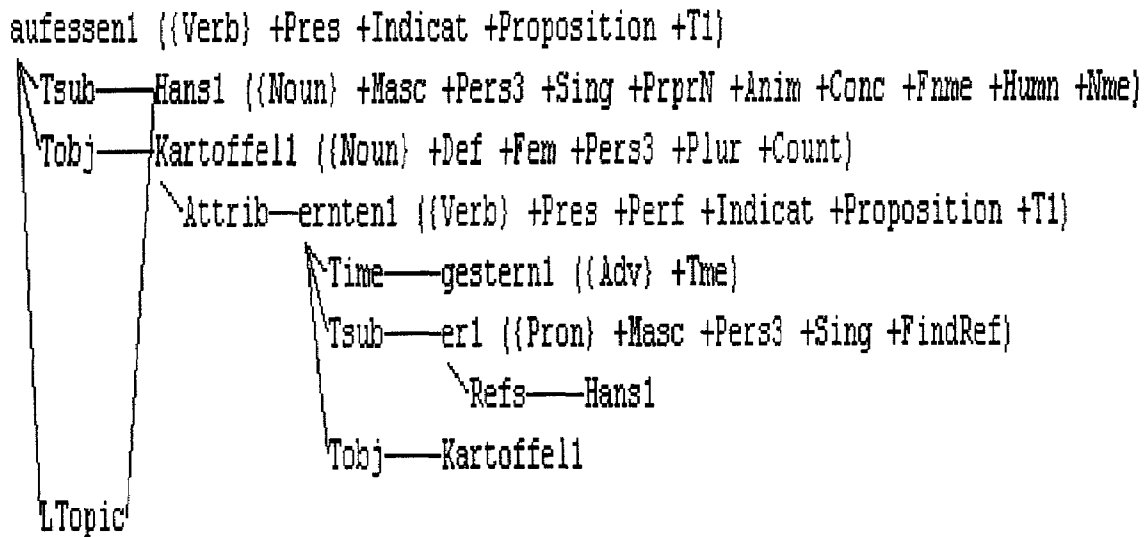 aufessen1 ({Verb} +Pres +Indicat +Proposition +T1)
Tsub Hans1 ({Noun} +Masc +Pers3 +Sing +PrprN +Anim +Conc +Fnme +Humn +Nme)
Tobj Kartoffel1 ({Noun} +Def +Fem +Pers3 +Plur +Count)
Attrib ernten1 ({Verb} +Pres +Perf +Indicat +Proposition +T1)
Time gestern1 ({Adv} +Tme)
Tsub er1 ({Pron} +Masc +Pers3 +Sing +FindRef)
Refs Hans1
Tobj Kartoffel1
LTopic